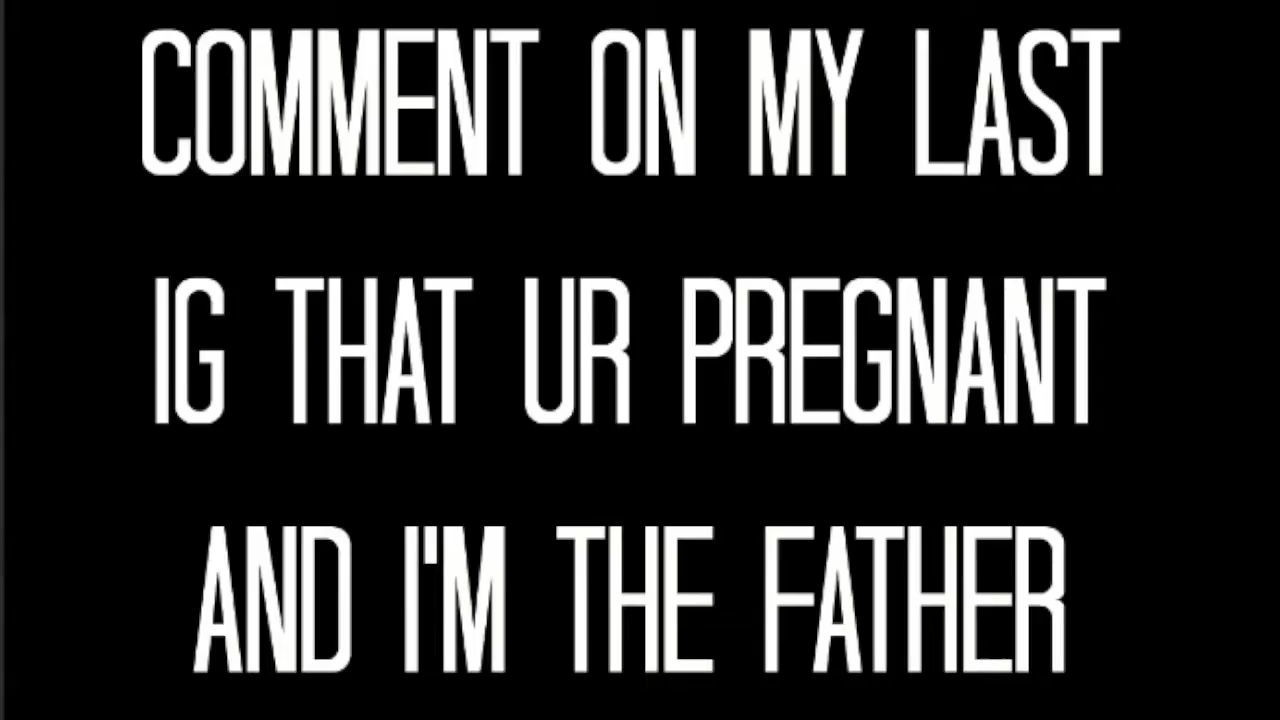 COMMENT ON MY LAST
IG THAT UR PREGNANT
AND I'M THE FATHER